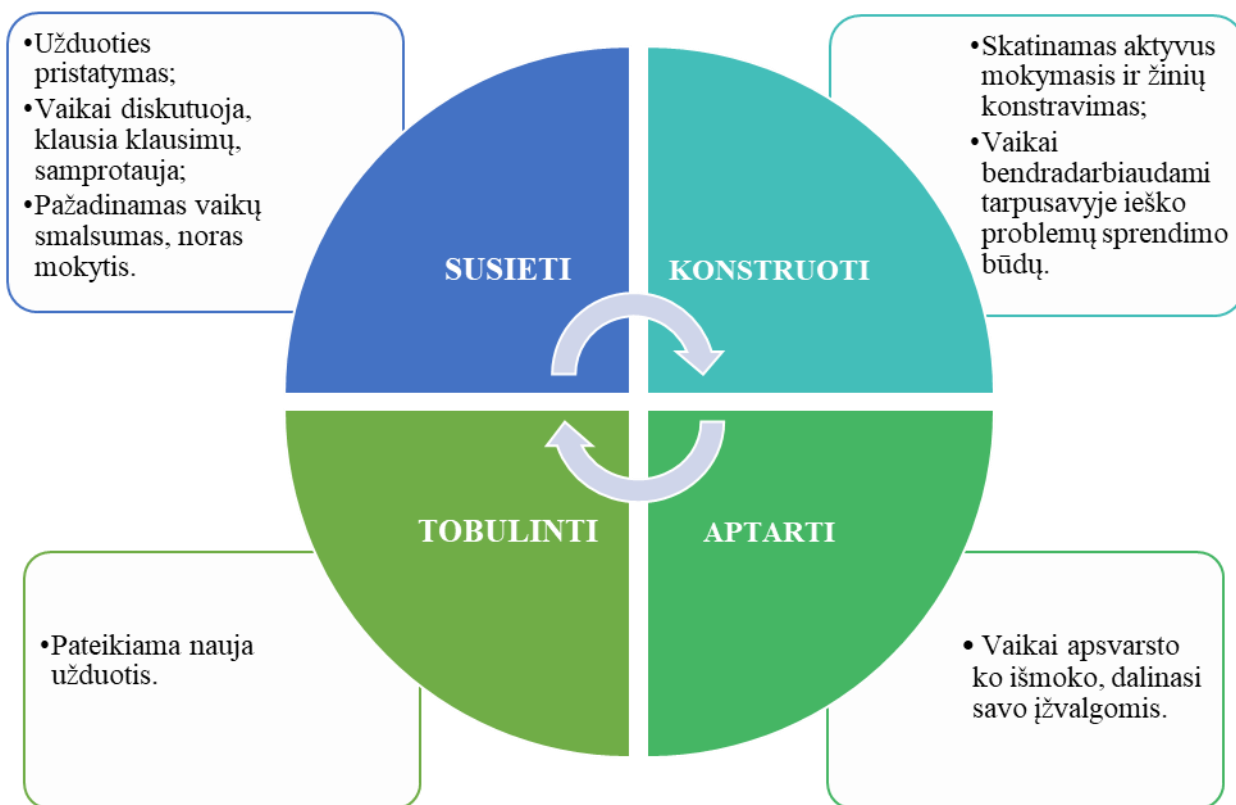 •Užduoties
pristatymas;
•Vaikai diskutuoja,
klausia klausimų,
samprotauja;
•Pažadinamas vaikų
smalsumas, noras
mokytis.
•Skatinamas aktyvus
mokymasis ir žinių
konstravimas;
•Vaikai
bendradarbiaudami
tarpusavyje ieško
problemų sprendimo
būdų.
SUSIETI
KONSTRUOTI
TOBULINTI
APTARTI
•Pateikiama nauja
užduotis.
• Vaikai apsvarsto
ko išmoko, dalinasi
savo įžvalgomis.